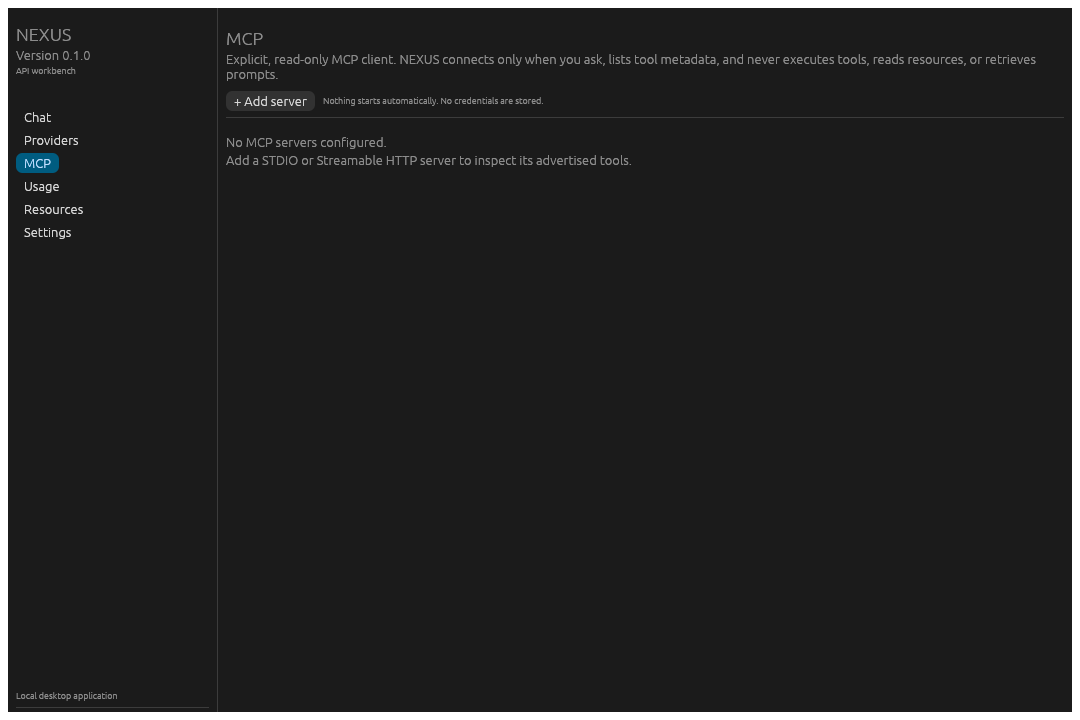 NEXUS
Version 0.1.0
API workbench
Chat
Providers
MCP
Usage
Resources
Settings
Local desktop application
MCP
Explicit, read-only MCP client. NEXUS connects only when you ask, lists tool metadata, and never executes tools, reads resources, or retrieves
prompts.
+ Add server
Nothing starts automatically. No credentials are stored.
No MCP servers configured.
Add a STDIO or Streamable HTTP server to inspect its advertised tools.